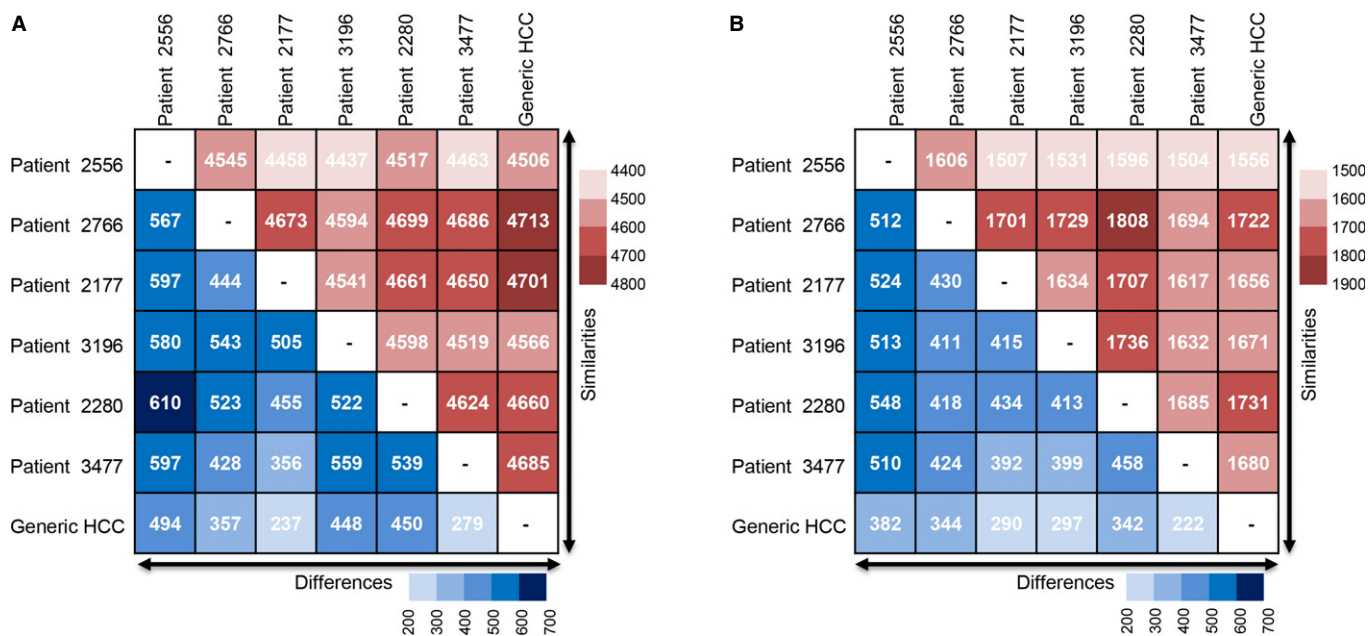 A
Patient 2556
Patient 2766
Patient 2177
Patient 3196
Patient 2280
Patient 3477
Generic HCC
Patient 2556 - 4545 4458 4437 4517 4463 4506
Patient 2766 567 - 4673 4594 4699 4686 4713
Patient 2177 597 444 - 4541 4661 4650 4701
Patient 3196 580 543 505 - 4598 4519 4566
Patient 2280 610 523 455 522 - 4624 4660
Patient 3477 597 428 356 559 539 - 4685
Generic HCC 494 357 237 448 450 279 -
Similarities
4400
4500
4600
4700
4800
Differences
200
300
400
500
600
700
B
Patient 2556
Patient 2766
Patient 2177
Patient 3196
Patient 2280
Patient 3477
Generic HCC
Patient 2556 - 1606 1507 1531 1596 1504 1556
Patient 2766 512 - 1701 1729 1808 1694 1722
Patient 2177 524 430 - 1634 1707 1617 1656
Patient 3196 513 411 415 - 1736 1632 1671
Patient 2280 548 418 434 413 - 1685 1731
Patient 3477 510 424 392 399 458 - 1680
Generic HCC 382 344 290 297 342 222 -
Similarities
1500
1600
1700
1800
1900
Differences
200
300
400
500
600
700